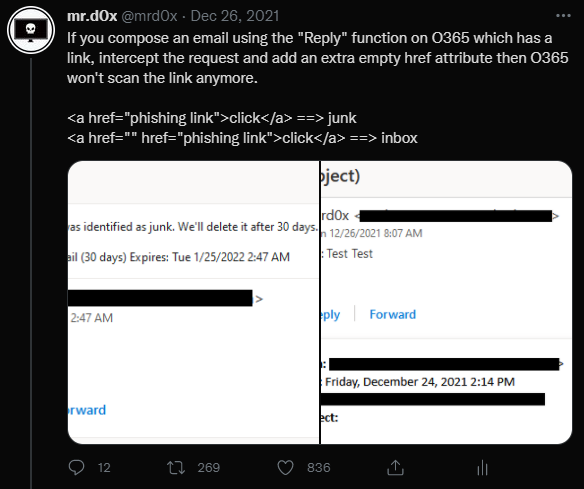 mr.d0x @mrd0x · Dec 26, 2021
If you compose an email using the "Reply" function on O365 which has a
link, intercept the request and add an extra empty href attribute then O365
won't scan the link anymore.
<a href="phishing link">click</a> ==> junk
<a href="" href="phishing link">click</a> ==> inbox
was identified as junk. We'll delete it after 30 days.
ail (30 days) Expires: Tue 1/25/2022 2:47 AM
>
2:47 AM
orward
ject)
rd0x < >
n 12/26/2021 8:07 AM
: Test Test
eply Forward
: >
: Friday, December 24, 2021 2:14 PM
ect:
12 269 836